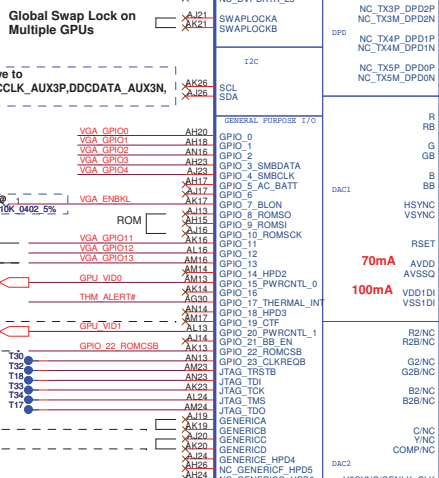 Global Swap Lock on
Multiple GPUs
AJ21
AK21
SWAPLOCKA
SWAPLOCKB
NC_TX3P_DPD2P
NC_TX3M_DPD2N
DPD
NC_TX4P_DPD1P
NC_TX4M_DPD1N
NC_TX5P_DPD0P
NC_TX5M_DPD0N
I2C
CCLK_AUX3P,DDCDATA_AUX3N,
AK26
AJ26
SCL
SDA
GENERAL PURPOSE I/O
VGA_GPIO0 AH20 GPIO_0
VGA_GPIO1 AH18 GPIO_1
VGA_GPIO2 AN16 GPIO_2
VGA_GPIO3 AH23 GPIO_3_SMBDATA
VGA_GPIO4 AJ23 GPIO_4_SMBCLK
AH17 GPIO_5_AC_BATT
AJ17 GPIO_6
10K_0402_5% VGA_ENBKL AK17 GPIO_7_BLON
AJ13 GPIO_8_ROMSO
ROM AH15 GPIO_9_ROMSI
AJ16 GPIO_10_ROMSCK
VGA_GPIO11 AK16 GPIO_11
VGA_GPIO12 AL16 GPIO_12
VGA_GPIO13 AM16 GPIO_13
AM14 GPIO_14_HPD2
GPU_VID0 AM13 GPIO_15_PWRCNTL_0
AK14 GPIO_16
THM_ALERT# AG30 GPIO_17_THERMAL_INT
AN14 GPIO_18_HPD3
AM17 GPIO_19_CTF
GPU_VID1 AL13 GPIO_20_PWRCNTL_1
AJ14 GPIO_21_BB_EN
GPIO_22_ROMCSB AK13 GPIO_22_ROMCSB
T30 AN13 GPIO_23_CLKREQB
T32 AM23 JTAG_TRSTB
T18 AN23 JTAG_TDI
T33 AK23 JTAG_TCK
T34 AL24 JTAG_TMS
T17 AM24 JTAG_TDO
AJ19 GENERICA
AK19 GENERICB
AJ20 GENERICC
AK20 GENERICD
AJ24 GENERICE_HPD4
AH26 NC_GENERICF_HPD5
AH24
R
RB
G
GB
B
BB
DAC1
HSYNC
VSYNC
RSET
70mA AVDD
AVSSQ
100mA VDD1DI
VSS1DI
R2/NC
R2B/NC
G2/NC
G2B/NC
B2/NC
B2B/NC
C/NC
Y/NC
COMP/NC
DAC2